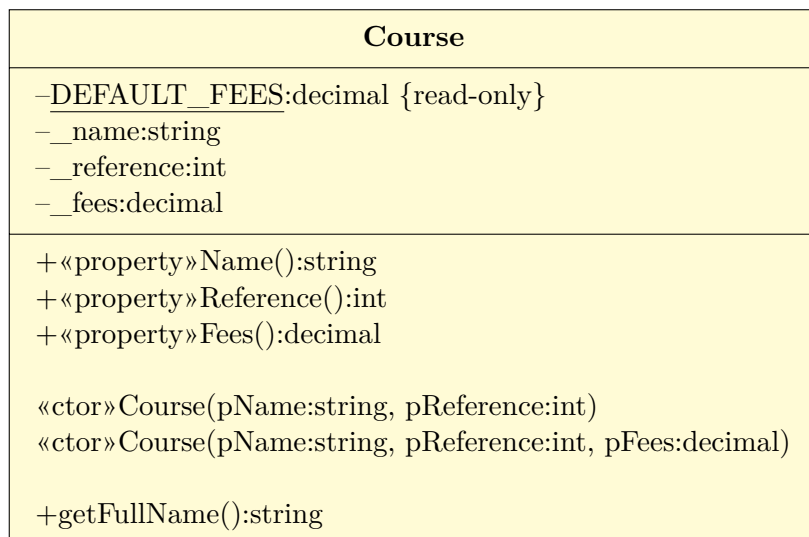 Course
–DEFAULT_FEES:decimal {read-only}
–_name:string
–_reference:int
–_fees:decimal
+«property»Name():string
+«property»Reference():int
+«property»Fees():decimal
«ctor»Course(pName:string, pReference:int)
«ctor»Course(pName:string, pReference:int, pFees:decimal)
+getFullName():string